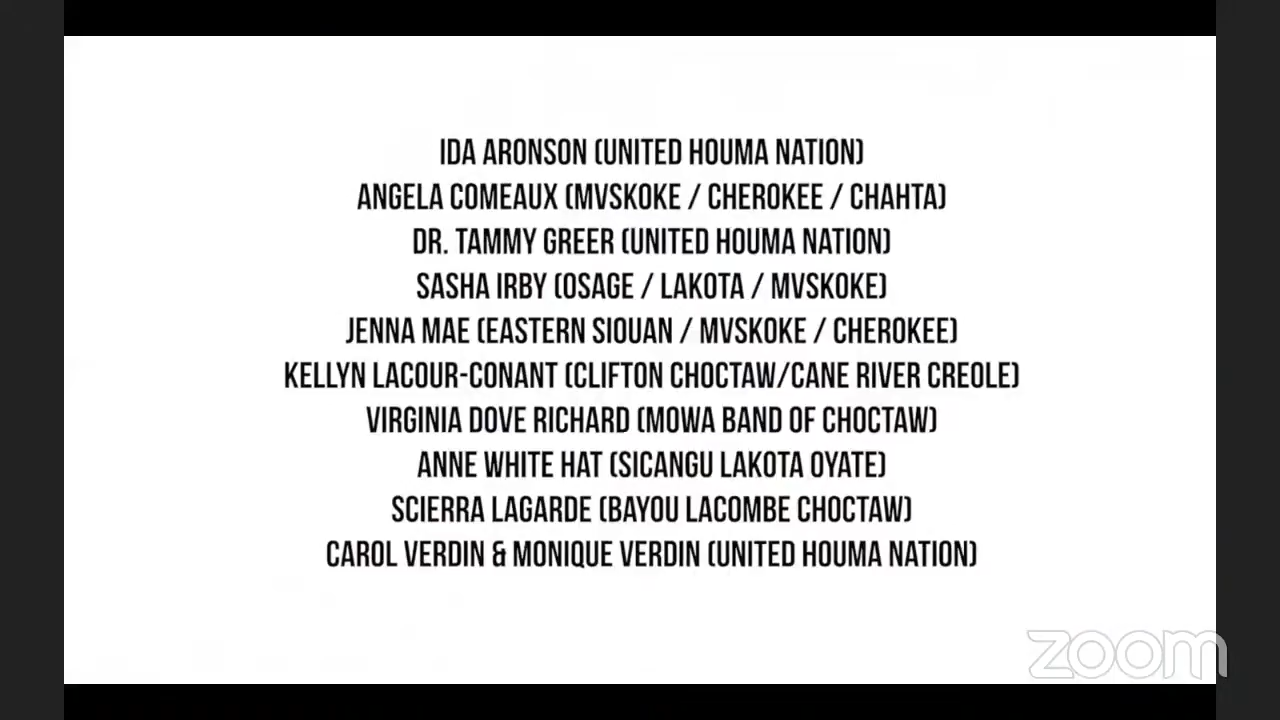 IDA ARONSON (UNITED HOUMA NATION)
ANGELA COMEAUX (MVSKOKE / CHEROKEE / CHAHTA)
DR. TAMMY GREER (UNITED HOUMA NATION)
SASHA IRBY (OSAGE / LAKOTA / MVSKOKE)
JENNA MAE (EASTERN SIOUAN / MVSKOKE / CHEROKEE)
KELLYN LACOUR-CONANT (CLIFTON CHOCTAW/CANE RIVER CREOLE)
VIRGINIA DOVE RICHARD (MOWA BAND OF CHOCTAW)
ANNE WHITE HAT (SICANGU LAKOTA OYATE)
SCIERRA LAGARDE (BAYOU LACOMBE CHOCTAW)
CAROL VERDIN & MONIQUE VERDIN (UNITED HOUMA NATION)
zoom